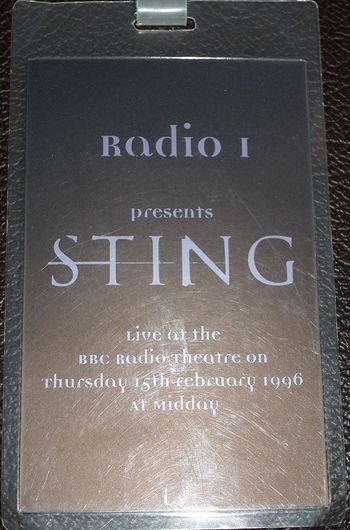 Radio 1
presents
STING
Live at the
BBC Radio Theatre on
Thursday 15th February 1996
At Midday